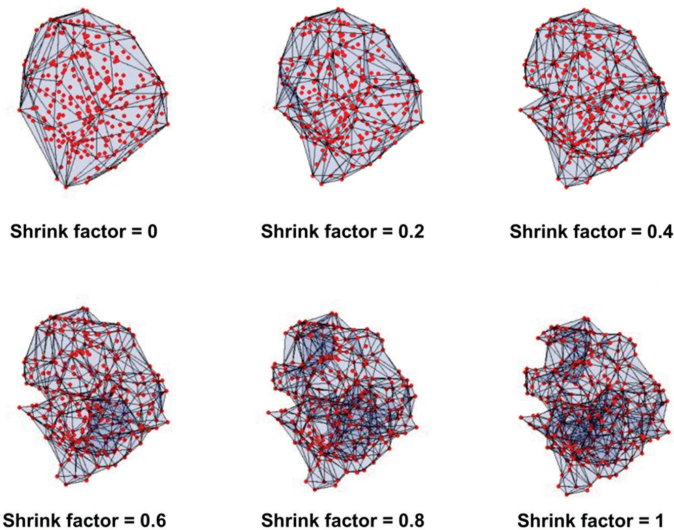 Shrink factor = 0
Shrink factor = 0.2
Shrink factor = 0.4
Shrink factor = 0.6
Shrink factor = 0.8
Shrink factor = 1